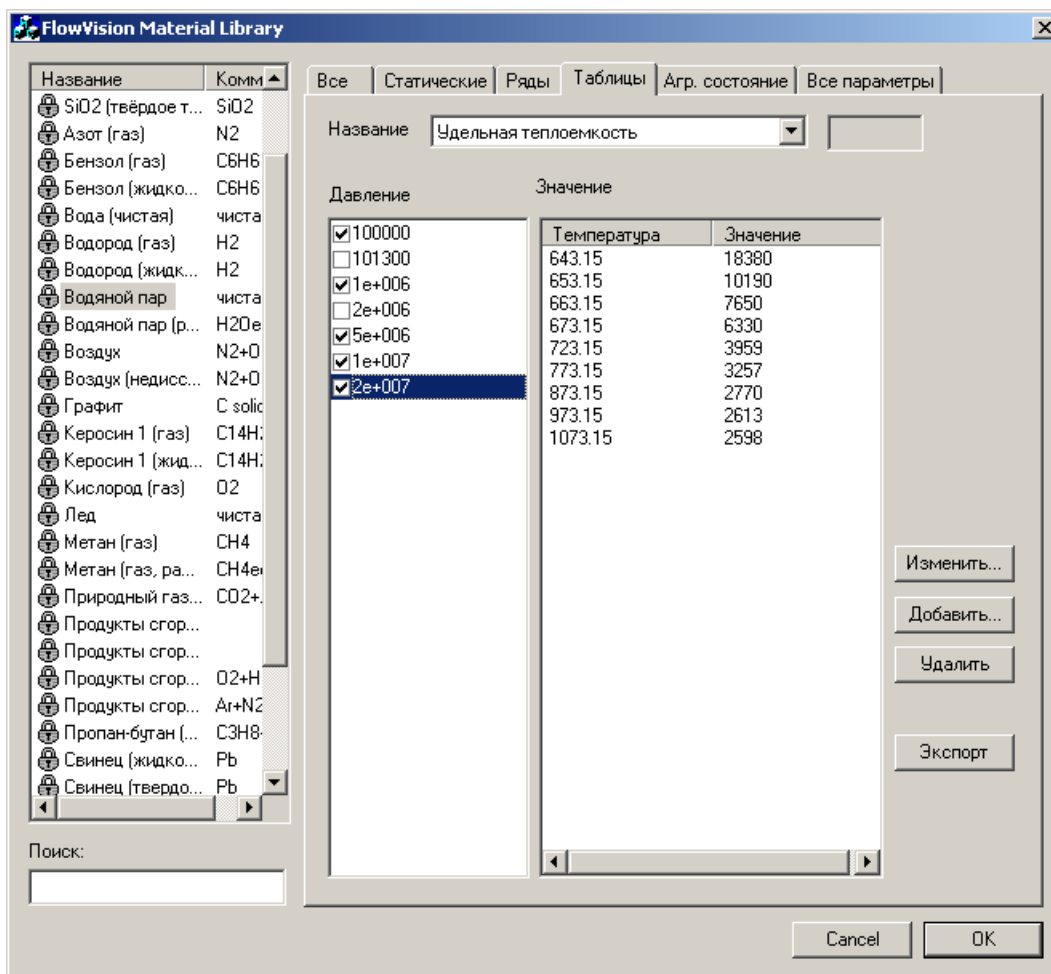 FlowVision Material Library
Название Комм
SiO2 (твёрдое т... SiO2
Азот (газ) N2
Бензол (газ) C6H6
Бензол (жидко... C6H6
Вода (чистая) чиста
Водород (газ) H2
Водород (жидк... H2
Водяной пар чиста
Водяной пар (р... H2Oe
Воздух N2+O
Воздух (недисс... N2+O
Графит C solid
Керосин 1 (газ) C14H
Керосин 1 (жид... C14H
Кислород (газ) O2
Лед чиста
Метан (газ) CH4
Метан (газ, ра... CH4e
Природный газ... CO2+.
Продукты сгор...
Продукты сгор...
Продукты сгор... O2+H
Продукты сгор... Ar+N2
Пропан-бутан (... C3H8-
Свинец (жидко... Pb
Свинец (твердо... Pb
Поиск:
Все Статические Ряды Таблицы Агр. состояние Все параметры
Название Удельная теплоемкость
Давление
100000
101300
1e+006
2e+006
5e+006
1e+007
2e+007
Значение
Температура Значение
643.15 18380
653.15 10190
663.15 7650
673.15 6330
723.15 3959
773.15 3257
873.15 2770
973.15 2613
1073.15 2598
Изменить...
Добавить...
Удалить
Экспорт
Cancel OK